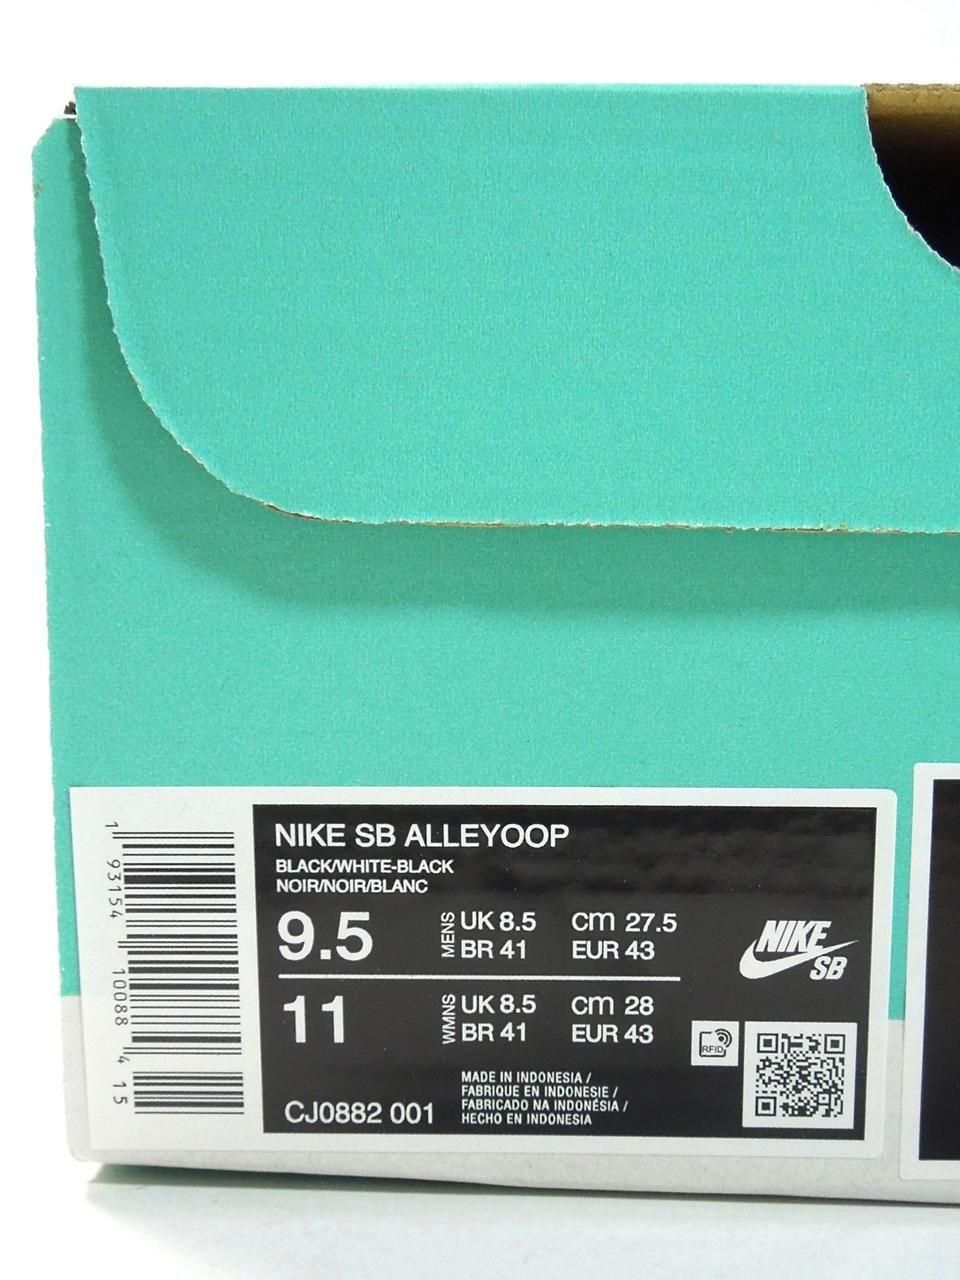 NIKE SB ALLEYOOP
BLACK/WHITE-BLACK
NOIR/NOIR/BLANC
9.5 MENS UK 8.5 cm 27.5
BR 41 EUR 43
11 WMNS UK 8.5 cm 28
BR 41 EUR 43
NIKE
SB
RFID
MADE IN INDONESIA /
FABRIQUE EN INDONESIE /
FABRICADO NA INDONÉSIA /
HECHO EN INDONESIA
CJ0882 001
1 93154 10088 4 15